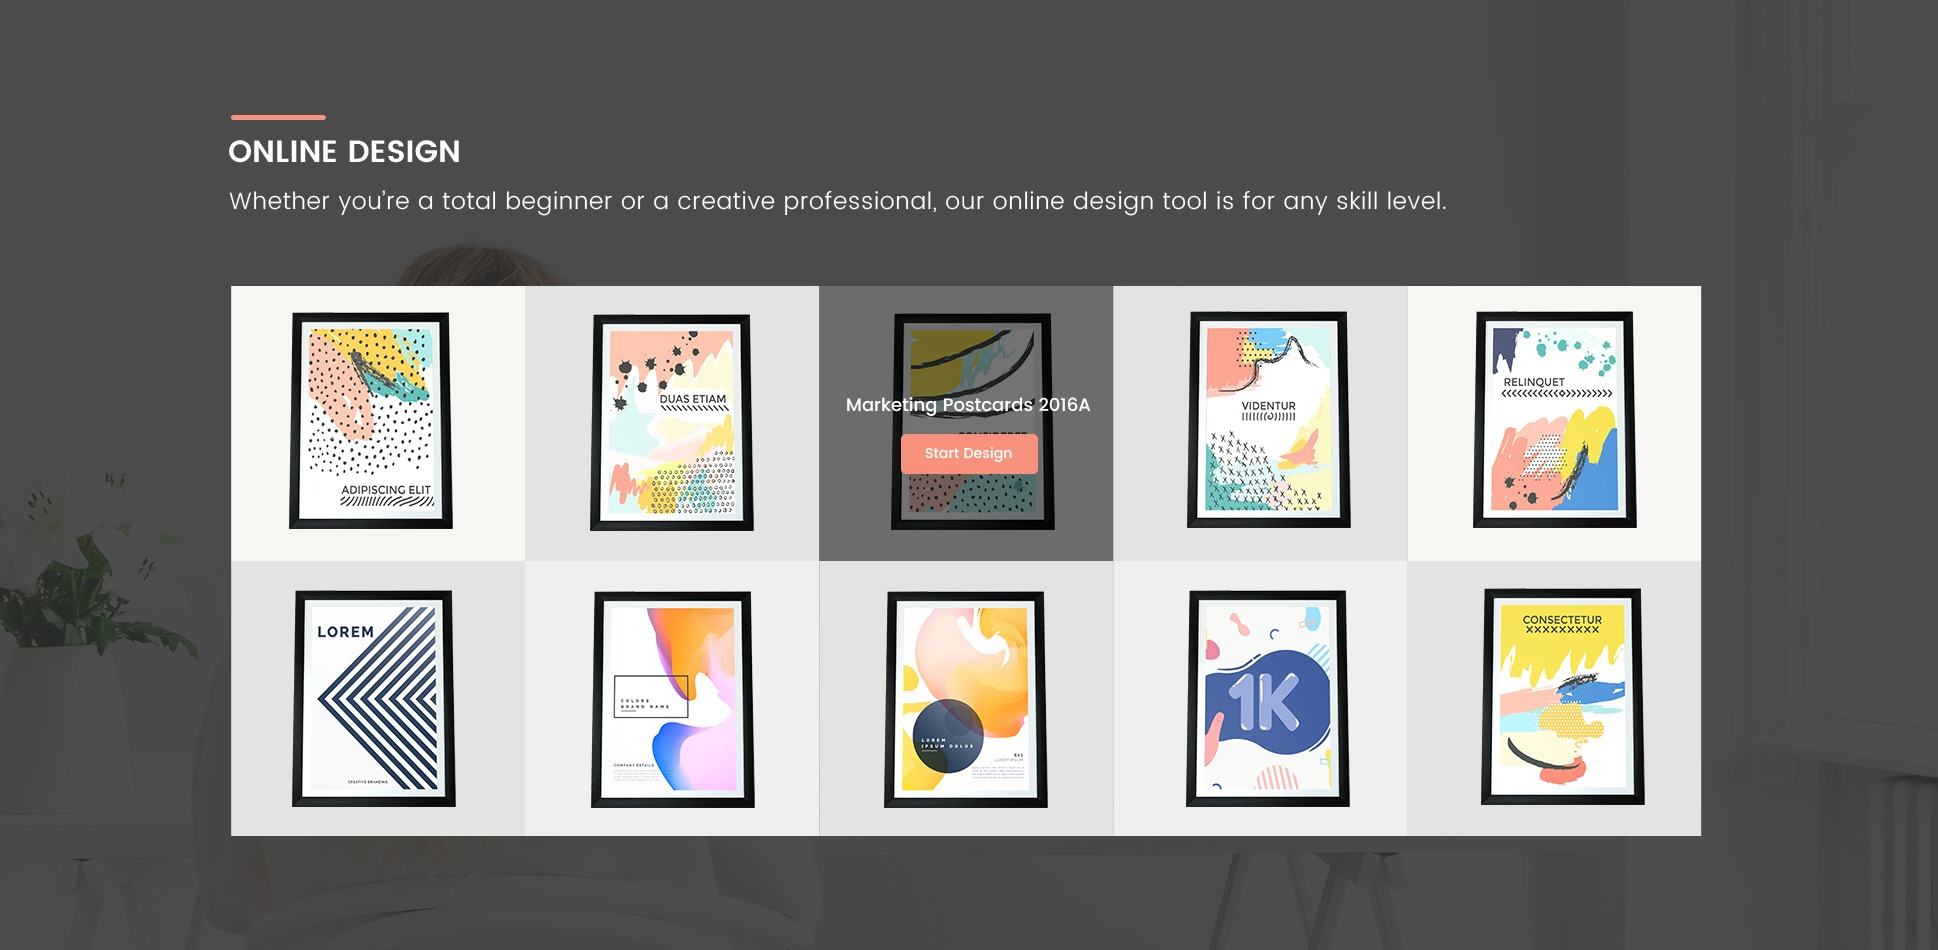 ONLINE DESIGN
Whether you're a total beginner or a creative professional, our online design tool is for any skill level.
ADIPISCING ELIT
DUAS ETIAM
Marketing Postcards 2016A
Start Design
VIDENTUR
RELINQUET
LOREM
CREATIVE BRANDING
COLORS
BRAND NAME
COMPANY DETAILS
LOREM
IPSUM DOLOR
LOREM IPSUM
1K
CONSECTETUR
XXXXXXXXX